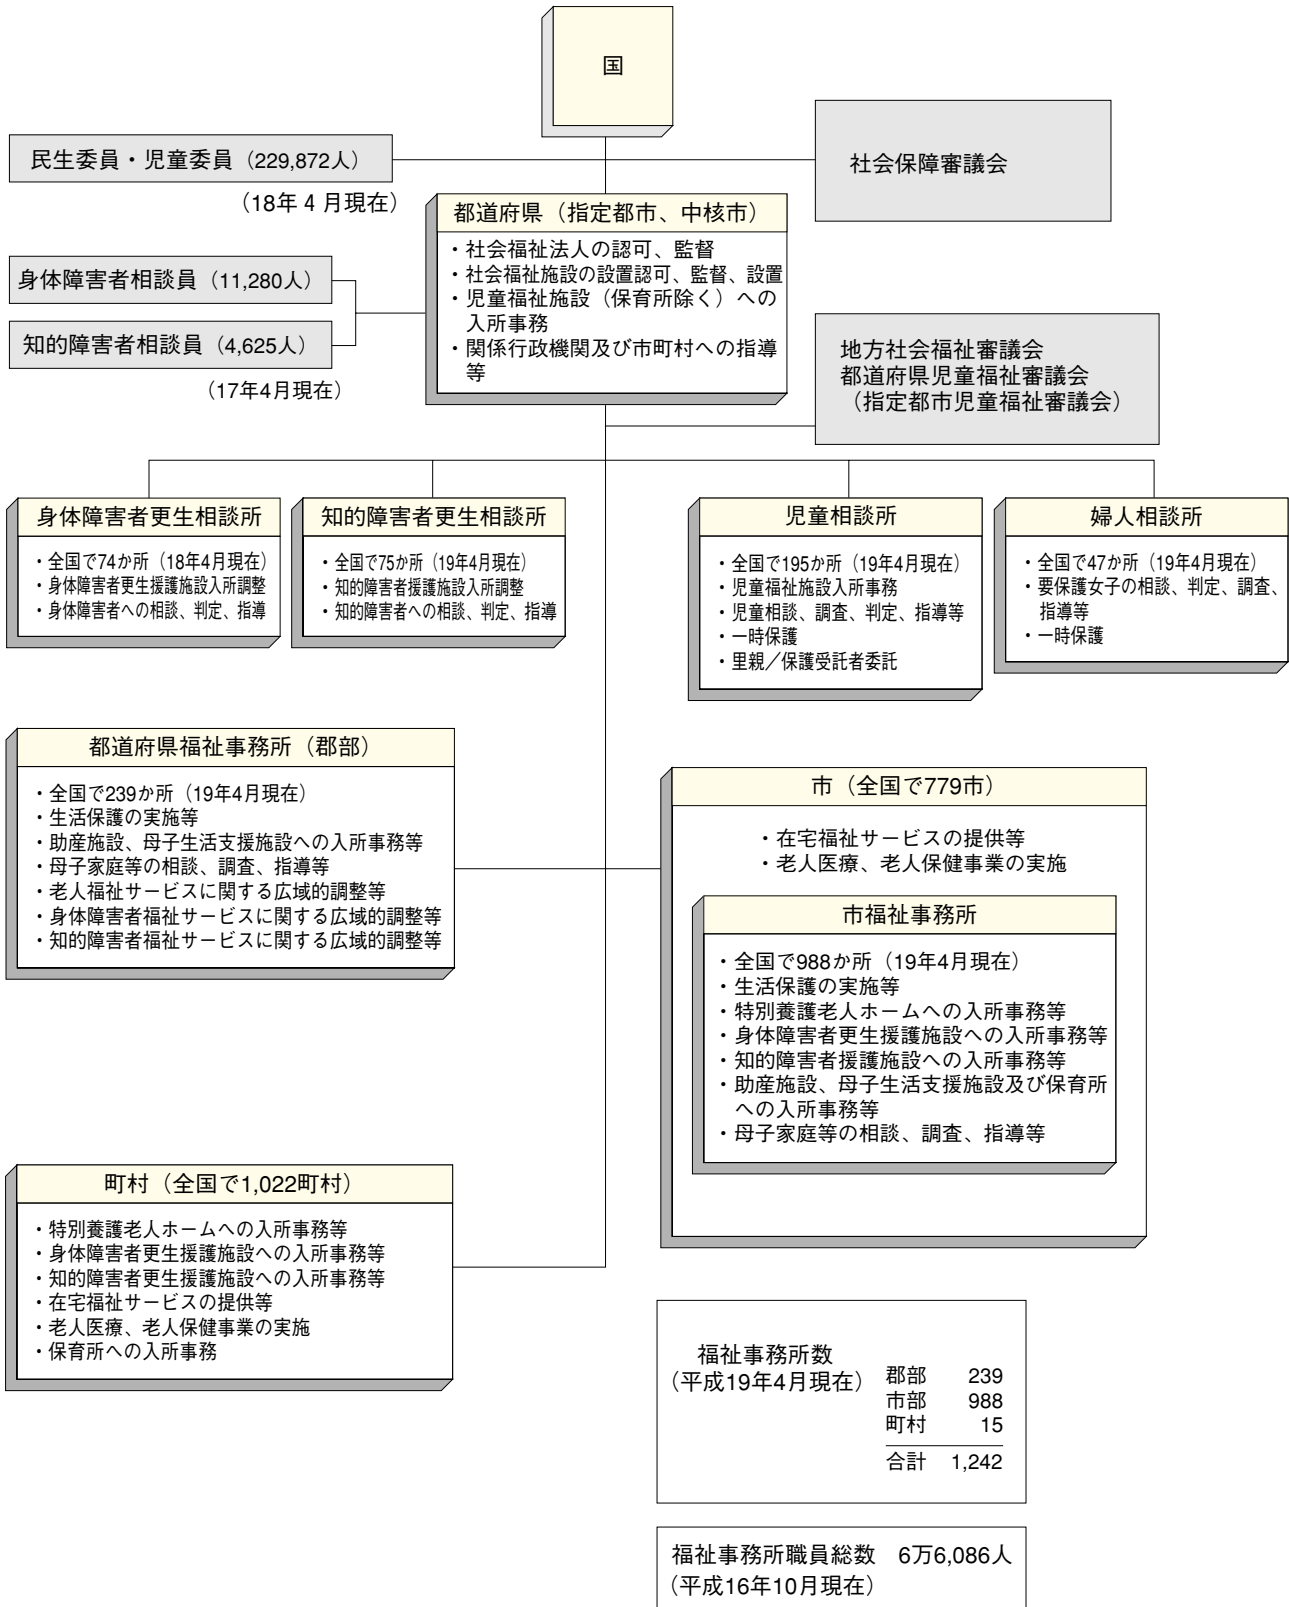 国
民生委員・児童委員（229,872人）
（18年４月現在）
社会保障審議会
都道府県（指定都市、中核市）
・社会福祉法人の認可、監督
・社会福祉施設の設置認可、監督、設置
・児童福祉施設（保育所除く）への
入所事務
・関係行政機関及び市町村への指導
等
身体障害者相談員（11,280人）
知的障害者相談員（4,625人）
（17年4月現在）
地方社会福祉審議会
都道府県児童福祉審議会
（指定都市児童福祉審議会）
身体障害者更生相談所
・全国で74か所（18年4月現在）
・身体障害者更生援護施設入所調整
・身体障害者への相談、判定、指導
知的障害者更生相談所
・全国で75か所（19年4月現在）
・知的障害者援護施設入所調整
・知的障害者への相談、判定、指導
児童相談所
・全国で195か所（19年4月現在）
・児童福祉施設入所事務
・児童相談、調査、判定、指導等
・一時保護
・里親／保護受託者委託
婦人相談所
・全国で47か所（19年4月現在）
・要保護女子の相談、判定、調査、
指導等
・一時保護
都道府県福祉事務所（郡部）
・全国で239か所（19年4月現在）
・生活保護の実施等
・助産施設、母子生活支援施設への入所事務等
・母子家庭等の相談、調査、指導等
・老人福祉サービスに関する広域的調整等
・身体障害者福祉サービスに関する広域的調整等
・知的障害者福祉サービスに関する広域的調整等
市（全国で779市）
・在宅福祉サービスの提供等
・老人医療、老人保健事業の実施
市福祉事務所
・全国で988か所（19年4月現在）
・生活保護の実施等
・特別養護老人ホームへの入所事務等
・身体障害者更生援護施設への入所事務等
・知的障害者援護施設への入所事務等
・助産施設、母子生活支援施設及び保育所
への入所事務等
・母子家庭等の相談、調査、指導等
町村（全国で1,022町村）
・特別養護老人ホームへの入所事務等
・身体障害者更生援護施設への入所事務等
・知的障害者更生援護施設への入所事務等
・在宅福祉サービスの提供等
・老人医療、老人保健事業の実施
・保育所への入所事務
福祉事務所数
（平成19年4月現在）
郡部 239
市部 988
町村 15
合計 1,242
福祉事務所職員総数 6万6,086人
（平成16年10月現在）